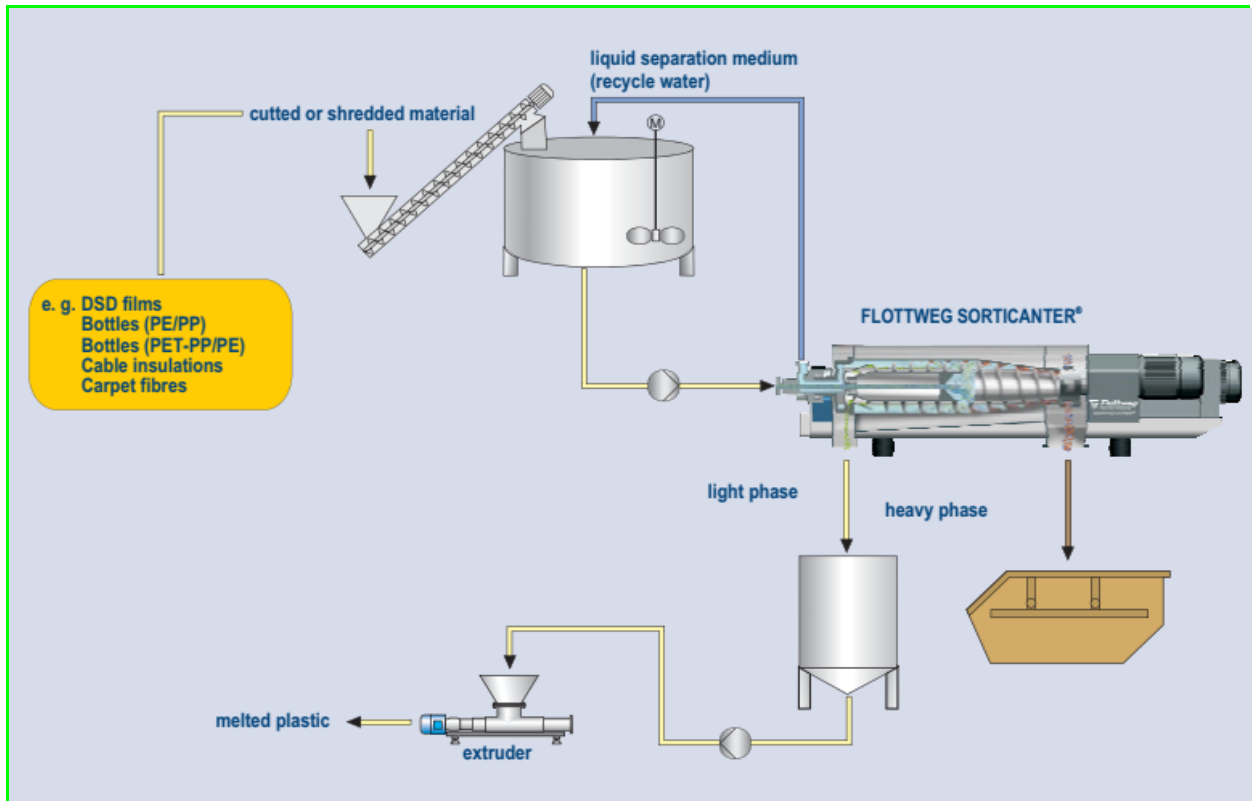 liquid separation medium
(recycle water)
cutted or shredded material
M
e. g. DSD films
Bottles (PE/PP)
Bottles (PET-PP/PE)
Cable insulations
Carpet fibres
FLOTTWEG SORTICANTER®
Flottweg
light phase
heavy phase
melted plastic
extruder